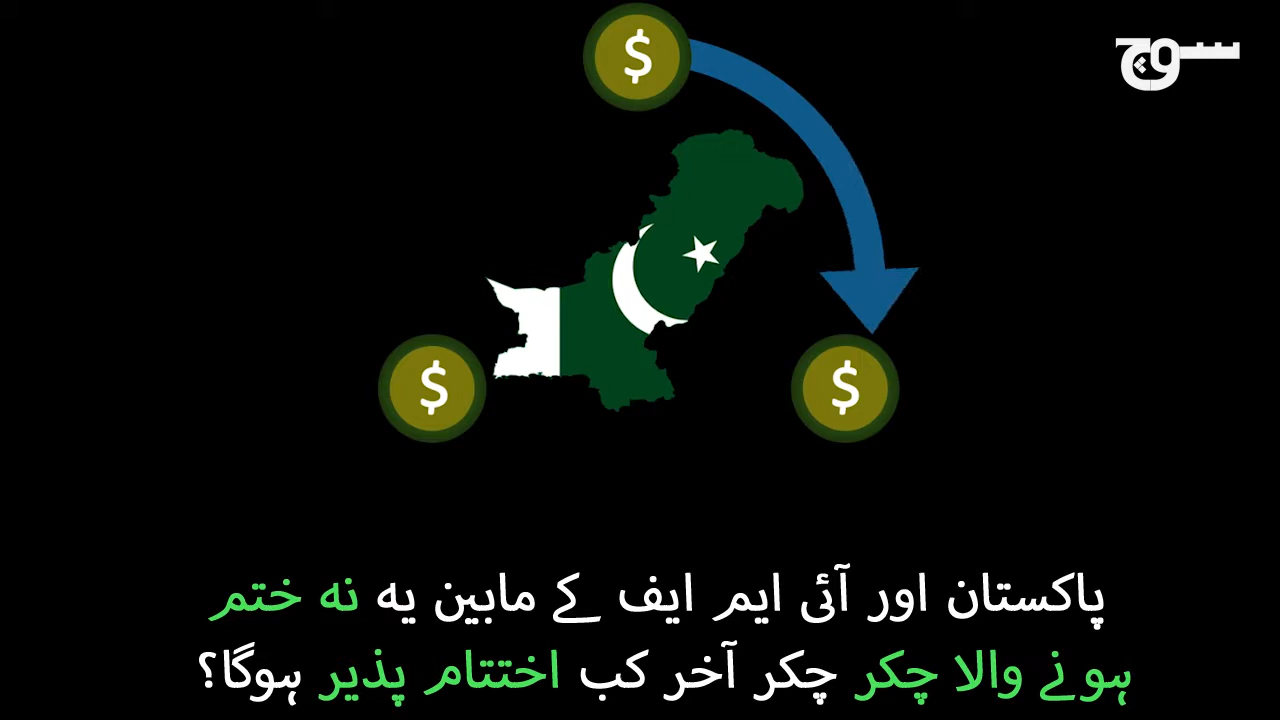 سوچ
$
$
$
پاکستان اور آئی ایم ایف کے مابین یہ نہ ختم
ہونے والا چکر چکر آخر کب اختتام پذیر ہوگا؟